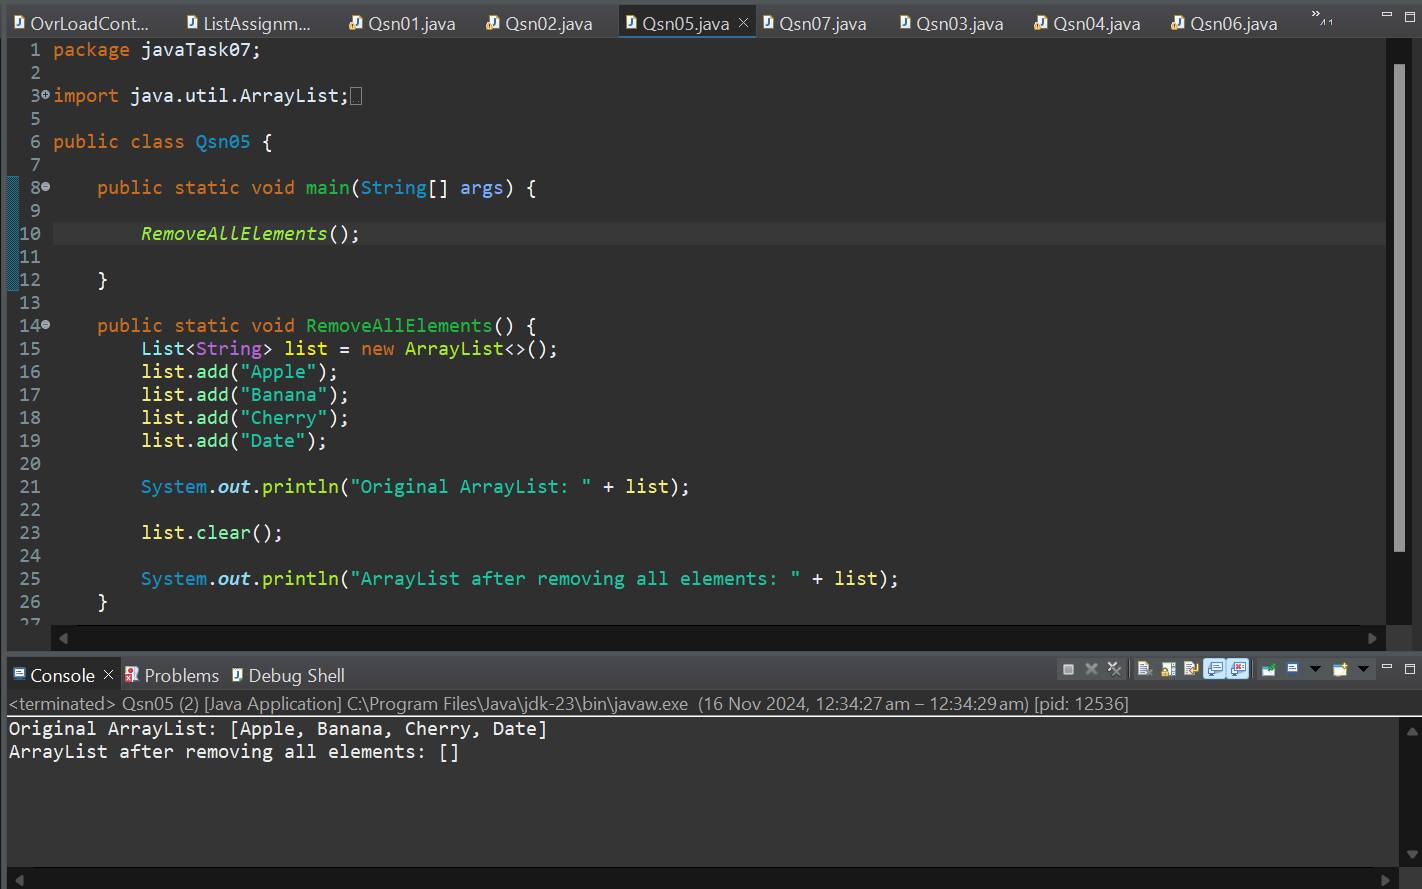 OvrLoadCont... ListAssignm... Qsn01.java Qsn02.java Qsn05.java Qsn07.java Qsn03.java Qsn04.java Qsn06.java »41
1 package javaTask07;
2
3 import java.util.ArrayList;
5
6 public class Qsn05 {
7
8 public static void main(String[] args) {
9
10 RemoveAllElements();
11
12 }
13
14 public static void RemoveAllElements() {
15 List<String> list = new ArrayList<>();
16 list.add("Apple");
17 list.add("Banana");
18 list.add("Cherry");
19 list.add("Date");
20
21 System.out.println("Original ArrayList: " + list);
22
23 list.clear();
24
25 System.out.println("ArrayList after removing all elements: " + list);
26 }
27
Console Problems Debug Shell
<terminated> Qsn05 (2) [Java Application] C:\Program Files\Java\jdk-23\bin\javaw.exe (16 Nov 2024, 12:34:27 am – 12:34:29 am) [pid: 12536]
Original ArrayList: [Apple, Banana, Cherry, Date]
ArrayList after removing all elements: []